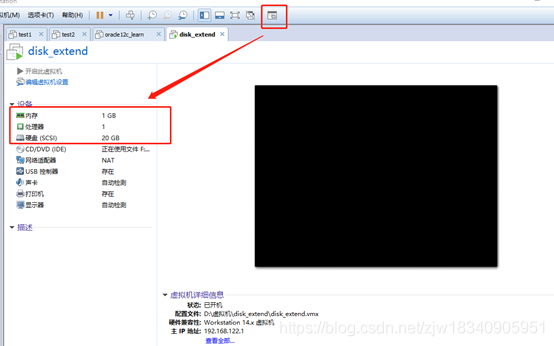 station
拟机(M) 选项卡(T) 帮助(H)
test1 test2 oracle12c_learn disk_extend
disk_extend
开启此虚拟机
编辑虚拟机设置
设备
内存 1 GB
处理器 1
硬盘 (SCSI) 20 GB
CD/DVD (IDE) 正在使用文件 F:...
网络适配器 NAT
USB 控制器 存在
声卡 自动检测
打印机 存在
显示器 自动检测
描述
虚拟机详细信息
状态: 已开机
配置文件: D:\虚拟机\disk_extend\disk_extend.vmx
硬件兼容性: Workstation 14.x 虚拟机
主 IP 地址: 192.168.122.1
查看全部...
https://blog.csdn.net/zjw18340905951